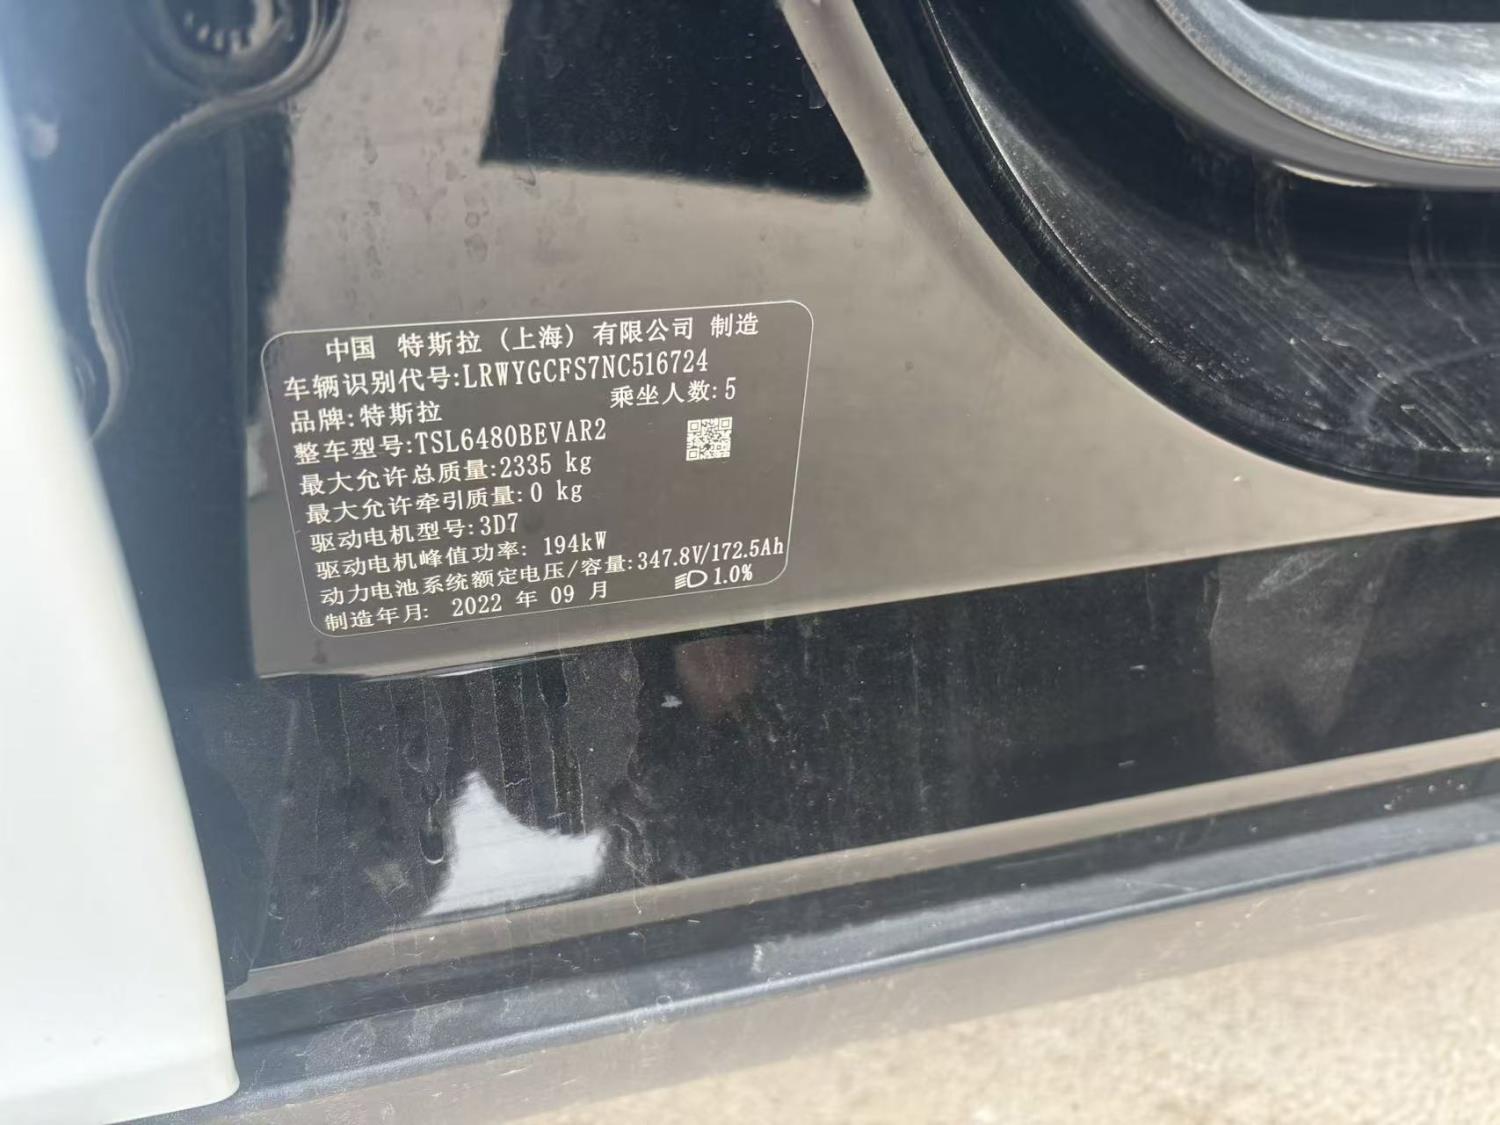 中国 特斯拉 (上海) 有限公司 制造
车辆识别代号:LRWYGCFS7NC516724
品牌:特斯拉 乘坐人数:5
整车型号:TSL6480BEVAR2
最大允许总质量:2335 kg
最大允许牵引质量:0 kg
驱动电机型号:3D7
驱动电机峰值功率: 194kW
动力电池系统额定电压/容量:347.8V/172.5Ah
制造年月: 2022 年 09 月 1.0%